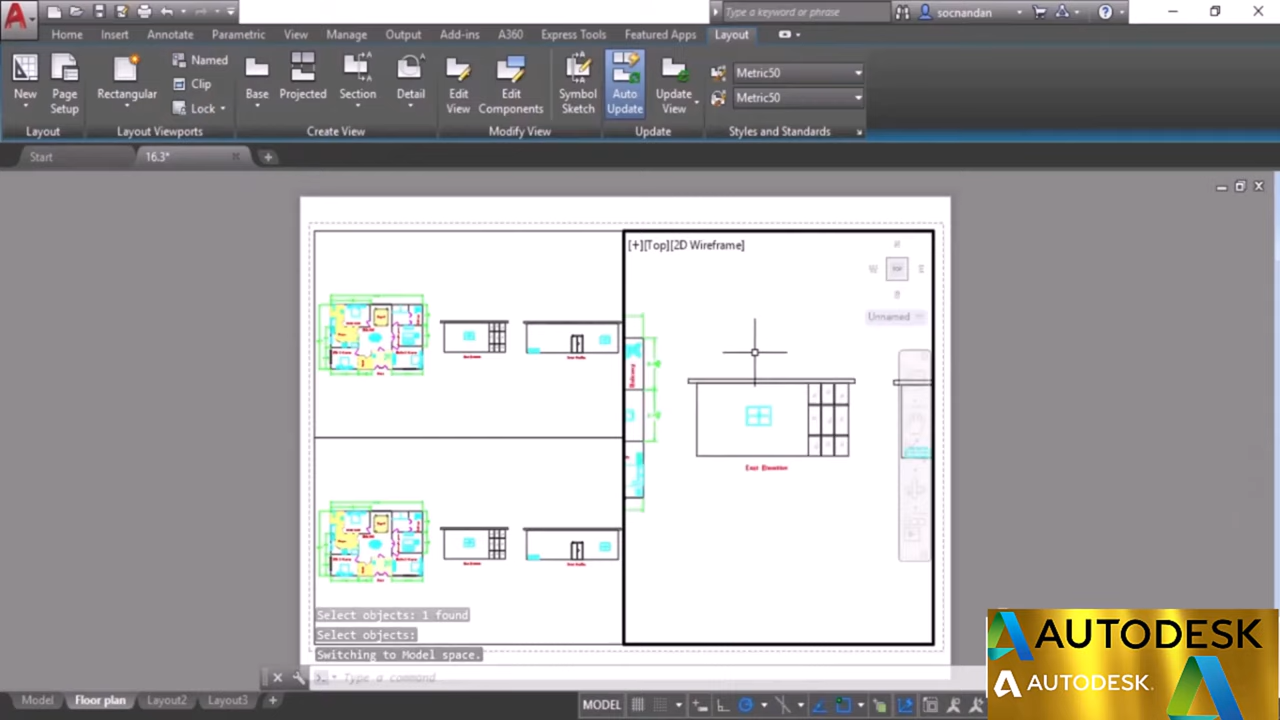 Type a keyword or phrase
socnandan
Home Insert Annotate Parametric View Manage Output Add-ins A360 Express Tools Featured Apps Layout
New
Page Setup
Rectangular
Named
Clip
Lock
Base
Projected
Section
Detail
Edit View
Edit Components
Symbol Sketch
Auto Update
Update View
Metric50
Metric50
Layout Layout Viewports Create View Modify View Update Styles and Standards
Start 16.3*
[+][Top][2D Wireframe]
TOP
Unnamed
Balcony
East Elevation
Select objects: 1 found
Select objects:
Switching to Model space.
Type a command
Model Floor plan Layout2 Layout3
MODEL
AUTODESK
AUTODESK.